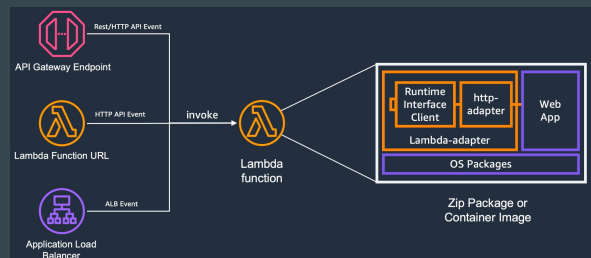 Rest/HTTP API Event
API Gateway Endpoint
HTTP API Event
invoke
Lambda Function URL
Lambda
function
ALB Event
Application Load
Balancer
Runtime
Interface
Client
http-
adapter
Web
App
Lambda-adapter
OS Packages
Zip Package or
Container Image